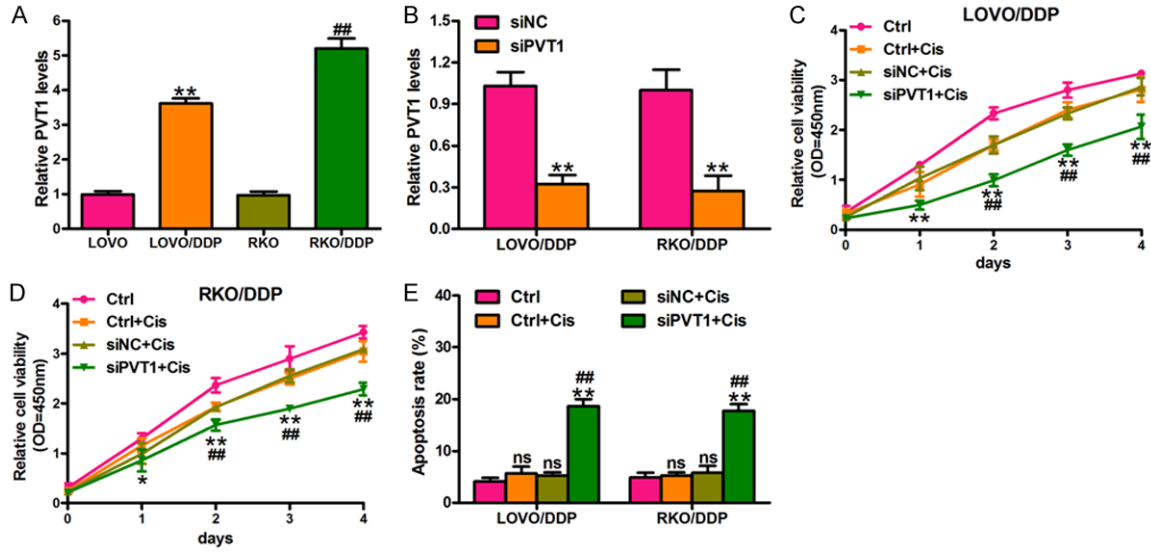 A
Relative PVT1 levels
6
5
4
3
2
1
0
##
**
LOVO
LOVO/DDP
RKO
RKO/DDP
B
siNC
siPVT1
Relative PVT1 levels
1.5
1.2
0.9
0.6
0.3
0.0
**
**
LOVO/DDP
RKO/DDP
C
LOVO/DDP
Ctrl
Ctrl+Cis
siNC+Cis
siPVT1+Cis
Relative cell viability
(OD=450nm)
4
3
2
1
0
**
**
##
**
##
**
##
0 1 2 3 4
days
D
RKO/DDP
Ctrl
Ctrl+Cis
siNC+Cis
siPVT1+Cis
Relative cell viability
(OD=450nm)
4
3
2
1
0
*
**
##
**
##
**
##
0 1 2 3 4
days
E
Ctrl
Ctrl+Cis
siNC+Cis
siPVT1+Cis
Apoptosis rate (%)
40
30
20
10
0
ns
ns
##
**
ns
ns
##
**
LOVO/DDP
RKO/DDP